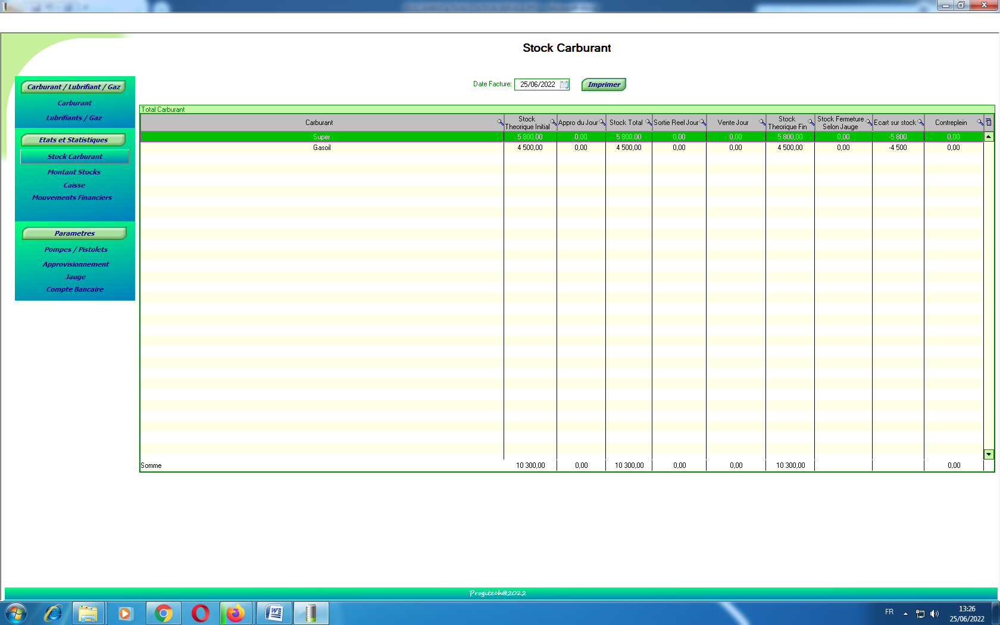 Stock Carburant
Date Facture: 25/06/2022 Imprimer
Carburant / Lubrifiant / Gaz
Carburant
Lubrifiants / Gaz
Etats et Statistiques
Stock Carburant
Montant Stocks
Caisse
Mouvements Financiers
Parametres
Pompes / Pistolets
Approvisionnement
Jauge
Compte Bancaire
Total Carburant
Carburant Stock Theorique Initial Appro du Jour Stock Total Sortie Reel Jour Vente Jour Stock Theorique Fin Stock Fermeture Selon Jauge Ecart sur stock Contreplein
Super 5 800,00 0,00 5 800,00 0,00 0,00 5 800,00 0,00 -5 800 0,00
Gasoil 4 500,00 0,00 4 500,00 0,00 0,00 4 500,00 0,00 -4 500 0,00
Somme 10 300,00 0,00 10 300,00 0,00 0,00 10 300,00 0,00
Progitech@2022
FR 13:26
25/06/2022